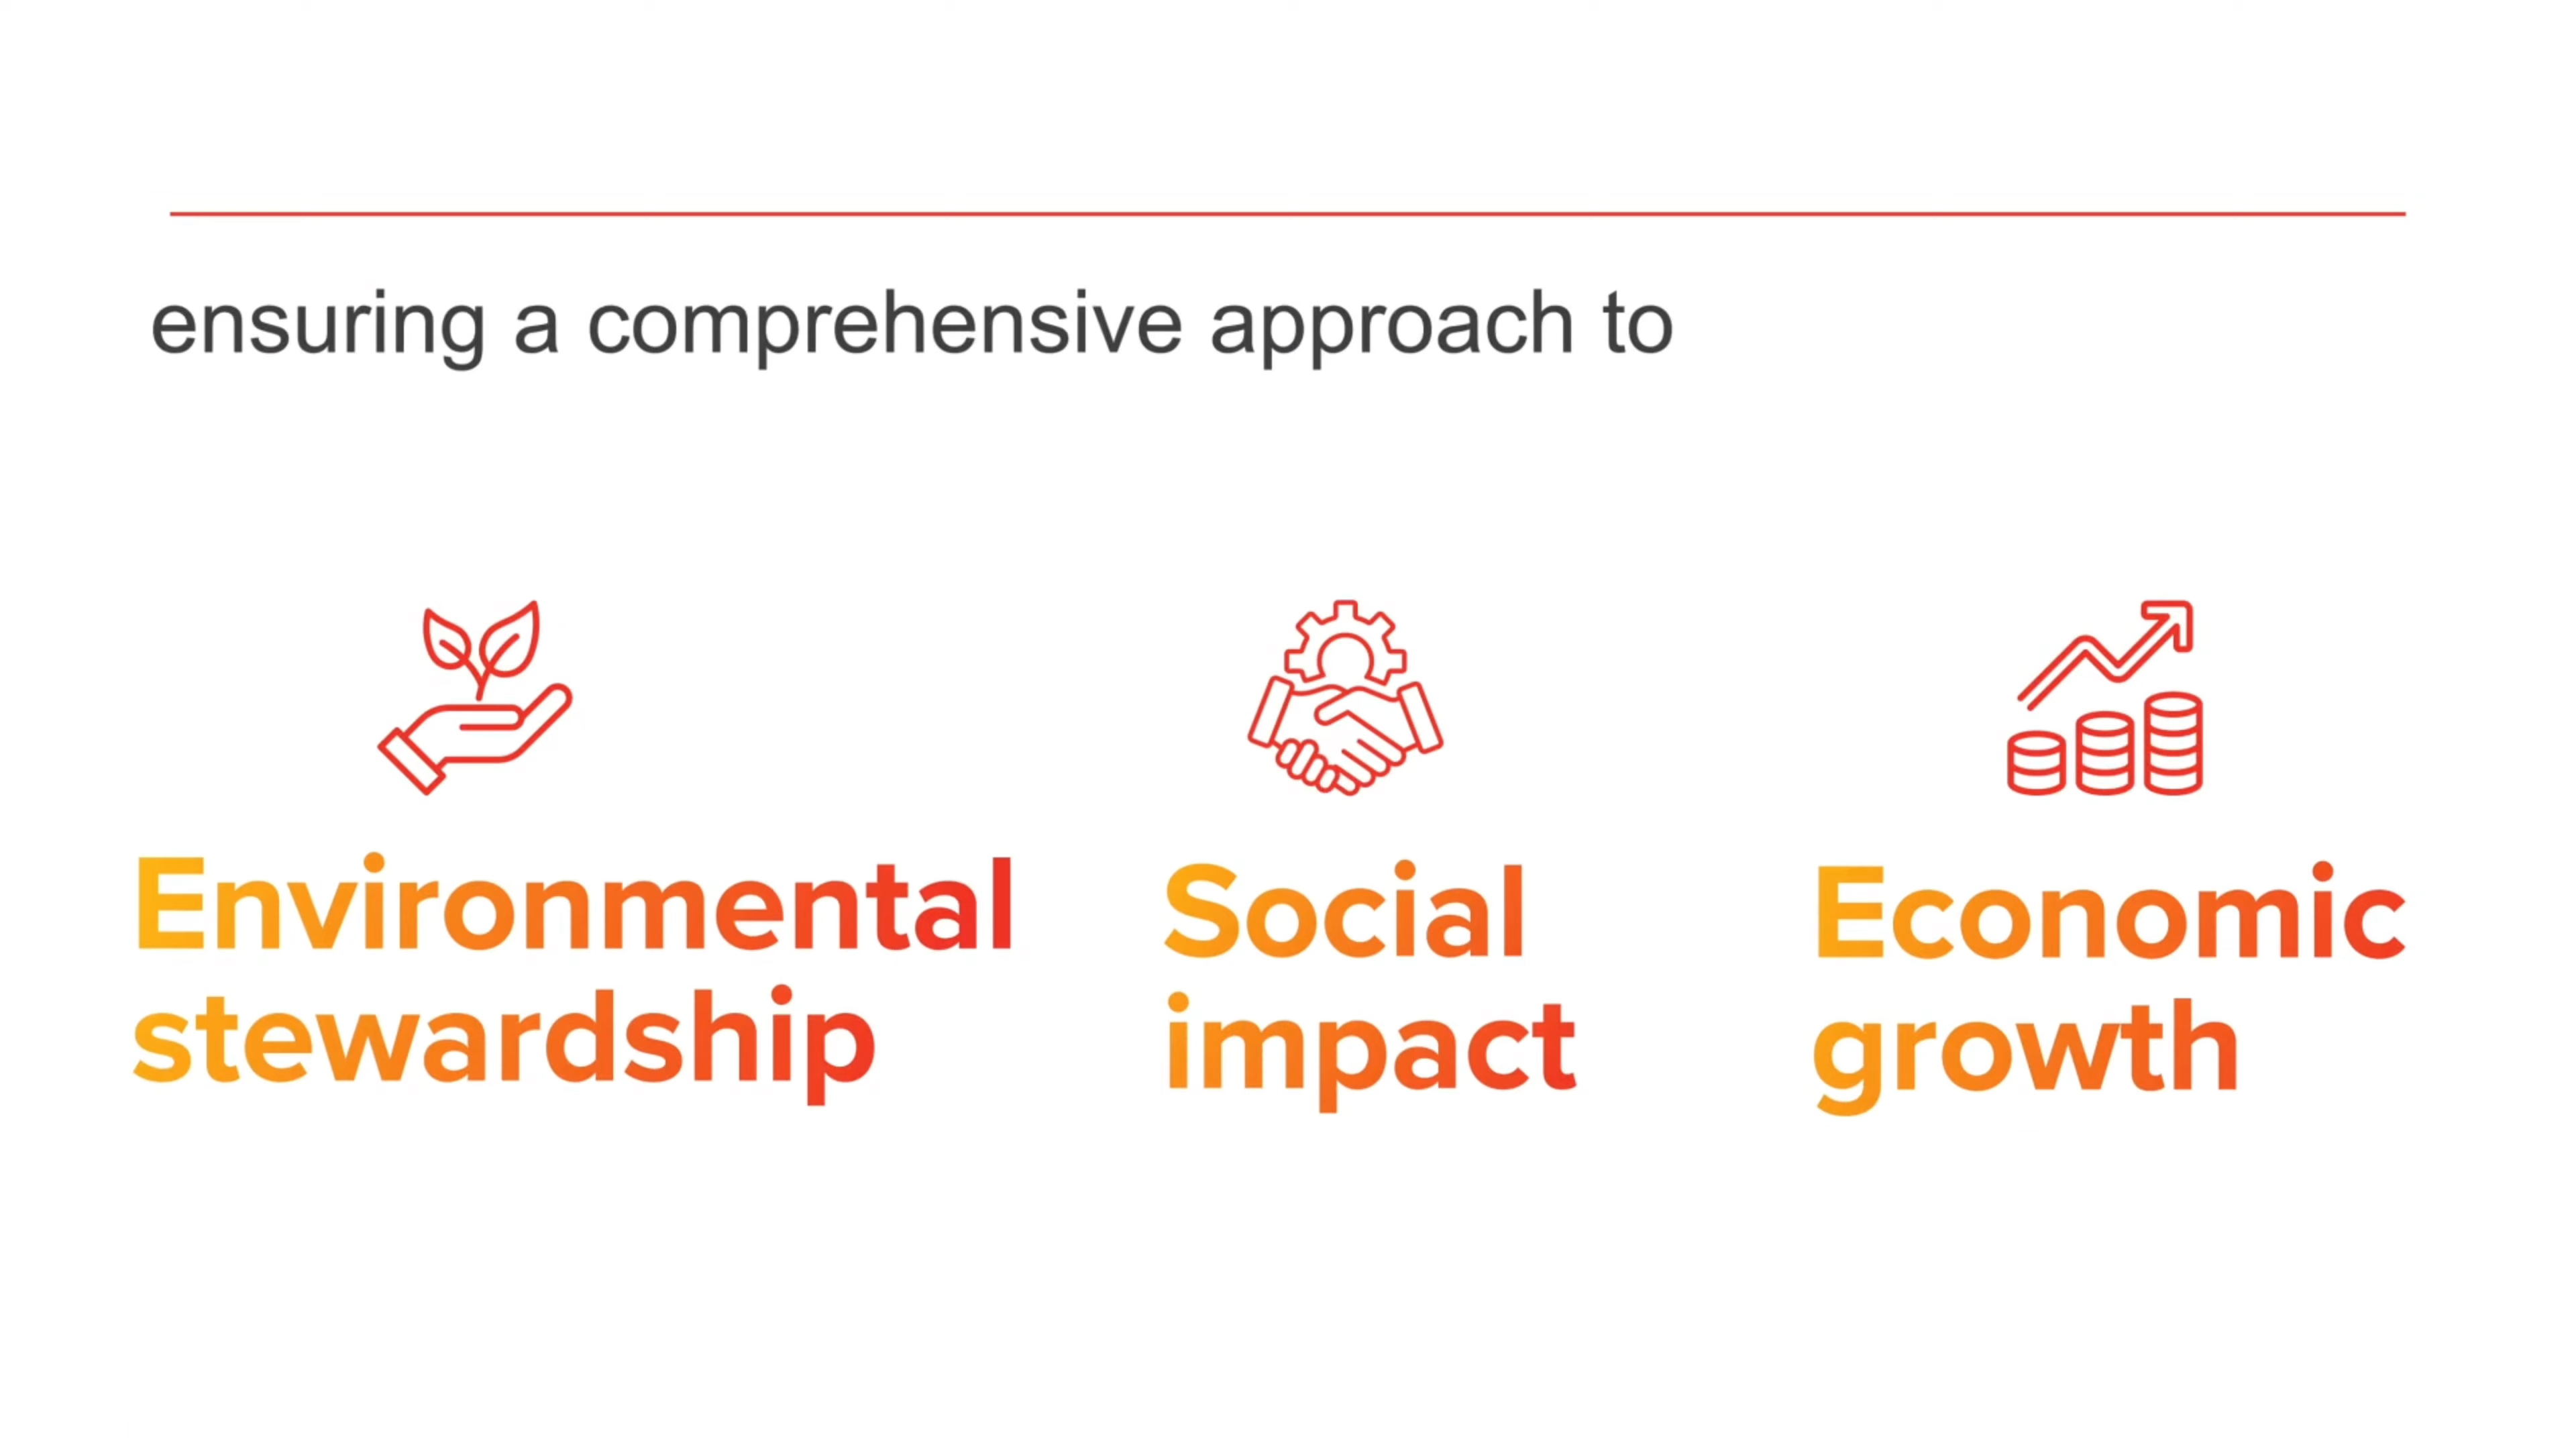 ensuring a comprehensive approach to
Environmental
stewardship
Social
impact
Economic
growth